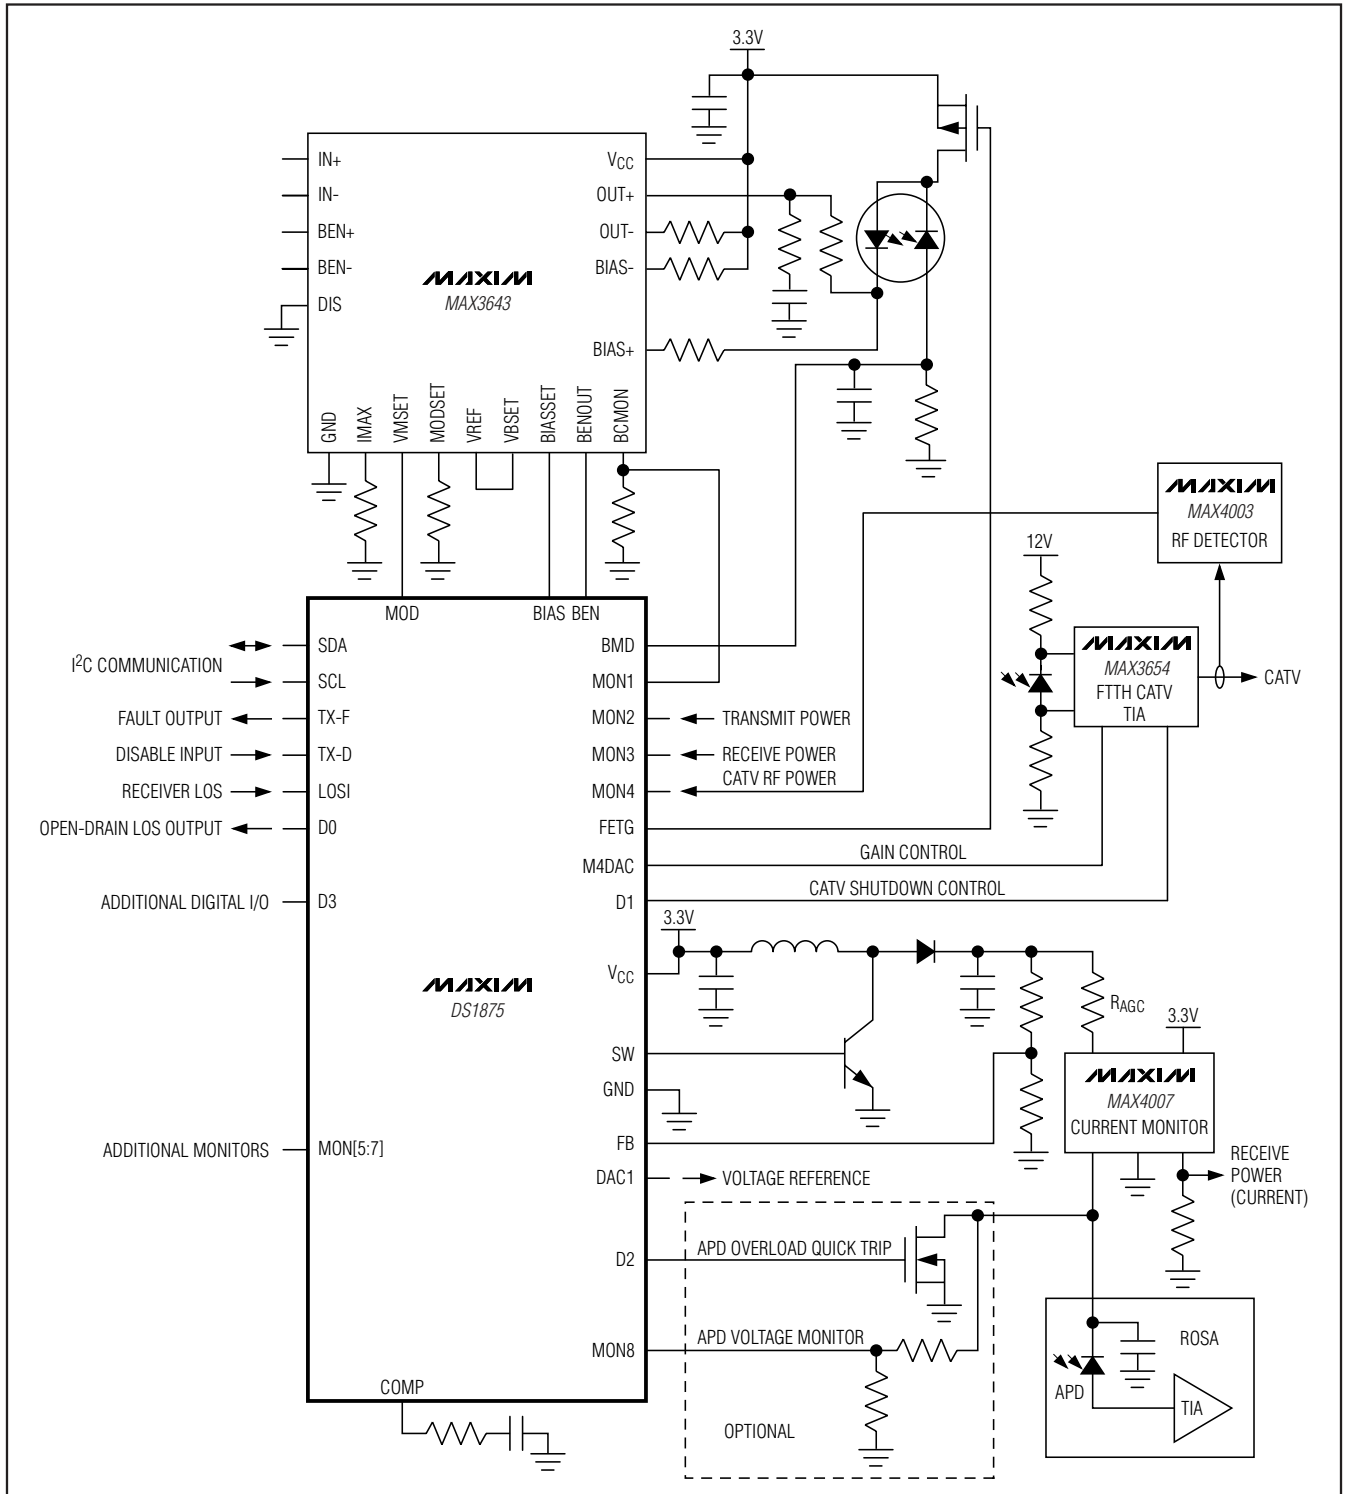 3.3V
IN+
IN-
BEN+
BEN-
DIS
VCC
OUT+
OUT-
BIAS-
BIAS+
MAXIM
MAX3643
GND
IMAX
VMSET
MODSET
VREF
VBSET
BIASSET
BENOUT
BCMON
MAXIM
MAX4003
RF DETECTOR
12V
MAXIM
MAX3654
FTTH CATV
TIA
CATV
MOD
BIAS
BEN
I2C COMMUNICATION
SDA
SCL
FAULT OUTPUT
TX-F
DISABLE INPUT
TX-D
RECEIVER LOS
LOSI
OPEN-DRAIN LOS OUTPUT
D0
ADDITIONAL DIGITAL I/O
D3
ADDITIONAL MONITORS
MON[5:7]
MAXIM
DS1875
BMD
MON1
MON2
TRANSMIT POWER
MON3
RECEIVE POWER
CATV RF POWER
MON4
FETG
M4DAC
GAIN CONTROL
D1
CATV SHUTDOWN CONTROL
3.3V
VCC
SW
GND
FB
DAC1
VOLTAGE REFERENCE
RAGC
3.3V
MAXIM
MAX4007
CURRENT MONITOR
RECEIVE
POWER
(CURRENT)
D2
APD OVERLOAD QUICK TRIP
MON8
APD VOLTAGE MONITOR
OPTIONAL
COMP
ROSA
APD
TIA